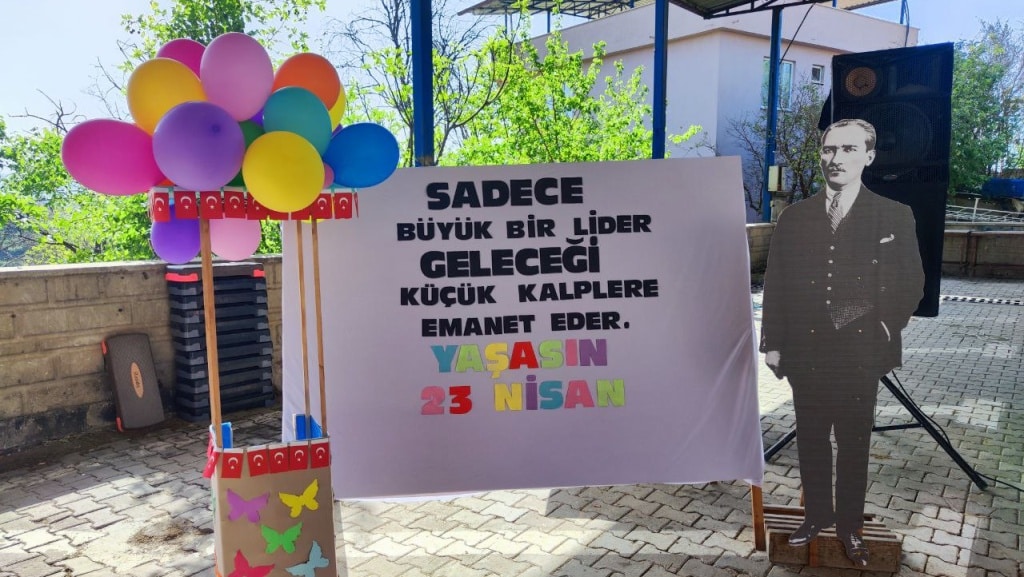 SADECE
BÜYÜK BİR LİDER
GELECEĞİ
KÜÇÜK KALPLERE
EMANET EDER.
YAŞASIN
23 NİSAN